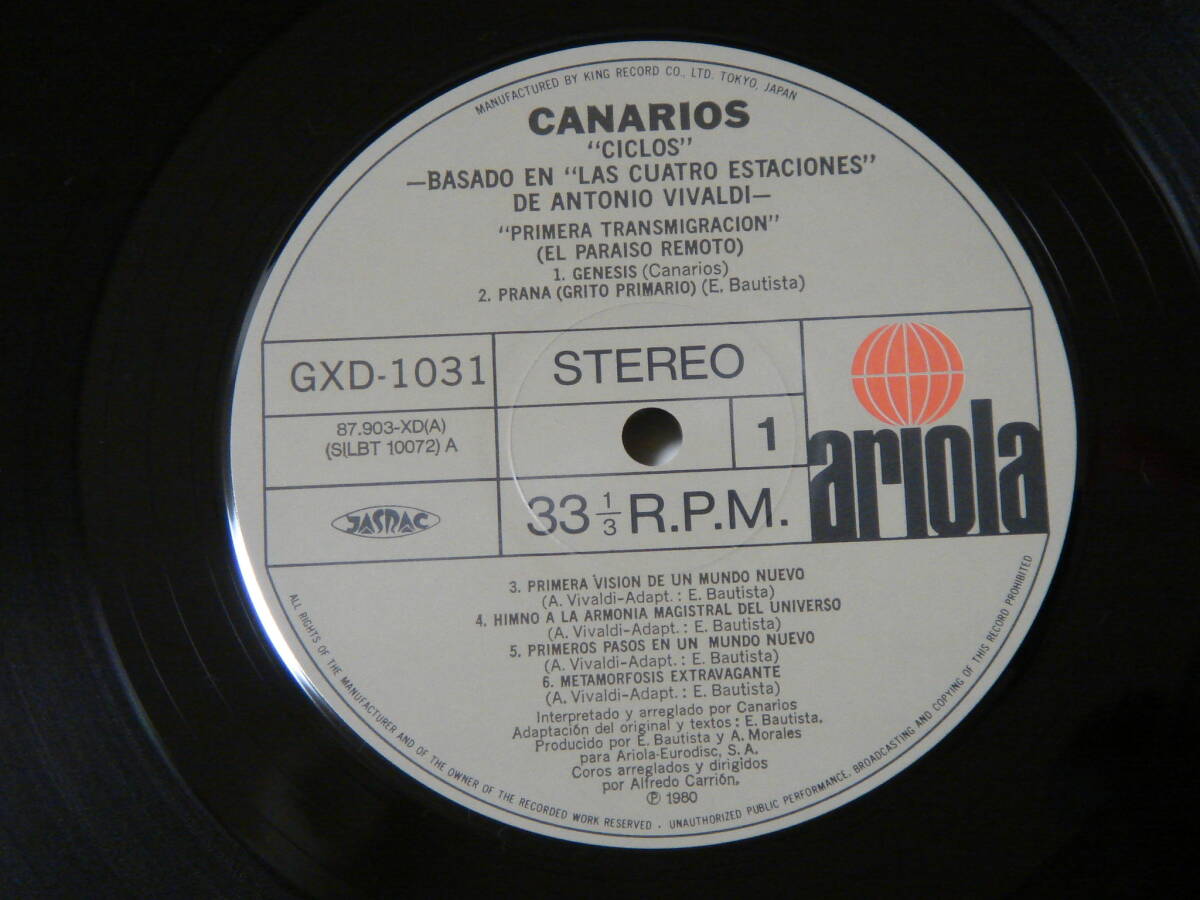 MANUFACTURED BY KING RECORD CO., LTD. TOKYO, JAPAN
CANARIOS
"CICLOS"
—BASADO EN "LAS CUATRO ESTACIONES"
DE ANTONIO VIVALDI—
"PRIMERA TRANSMIGRACION"
(EL PARAISO REMOTO)
1. GENESIS (Canarios)
2. PRANA (GRITO PRIMARIO) (E. Bautista)
GXD-1031
STEREO
87.903-XD(A)
(SILBT 10072) A
1
ariola
JASRAC
33 1/3 R.P.M.
3. PRIMERA VISION DE UN MUNDO NUEVO
(A. Vivaldi-Adapt.: E. Bautista)
4. HIMNO A LA ARMONIA MAGISTRAL DEL UNIVERSO
(A. Vivaldi-Adapt.: E. Bautista)
5. PRIMEROS PASOS EN UN MUNDO NUEVO
(A. Vivaldi-Adapt.: E. Bautista)
6. METAMORFOSIS EXTRAVAGANTE
(A. Vivaldi-Adapt.: E. Bautista)
Interpretado y arreglado por Canarios
Adaptación del original y textos: E. Bautista.
Producido por E. Bautista y A. Morales
para Ariola-Eurodisc, S. A.
Coros arreglados y dirigidos
por Alfredo Carrión.
℗ 1980
ALL RIGHTS OF THE MANUFACTURER AND OF THE OWNER OF THE RECORDED WORK RESERVED · UNAUTHORIZED PUBLIC PERFORMANCE, BROADCASTING AND COPYING OF THIS RECORD PROHIBITED